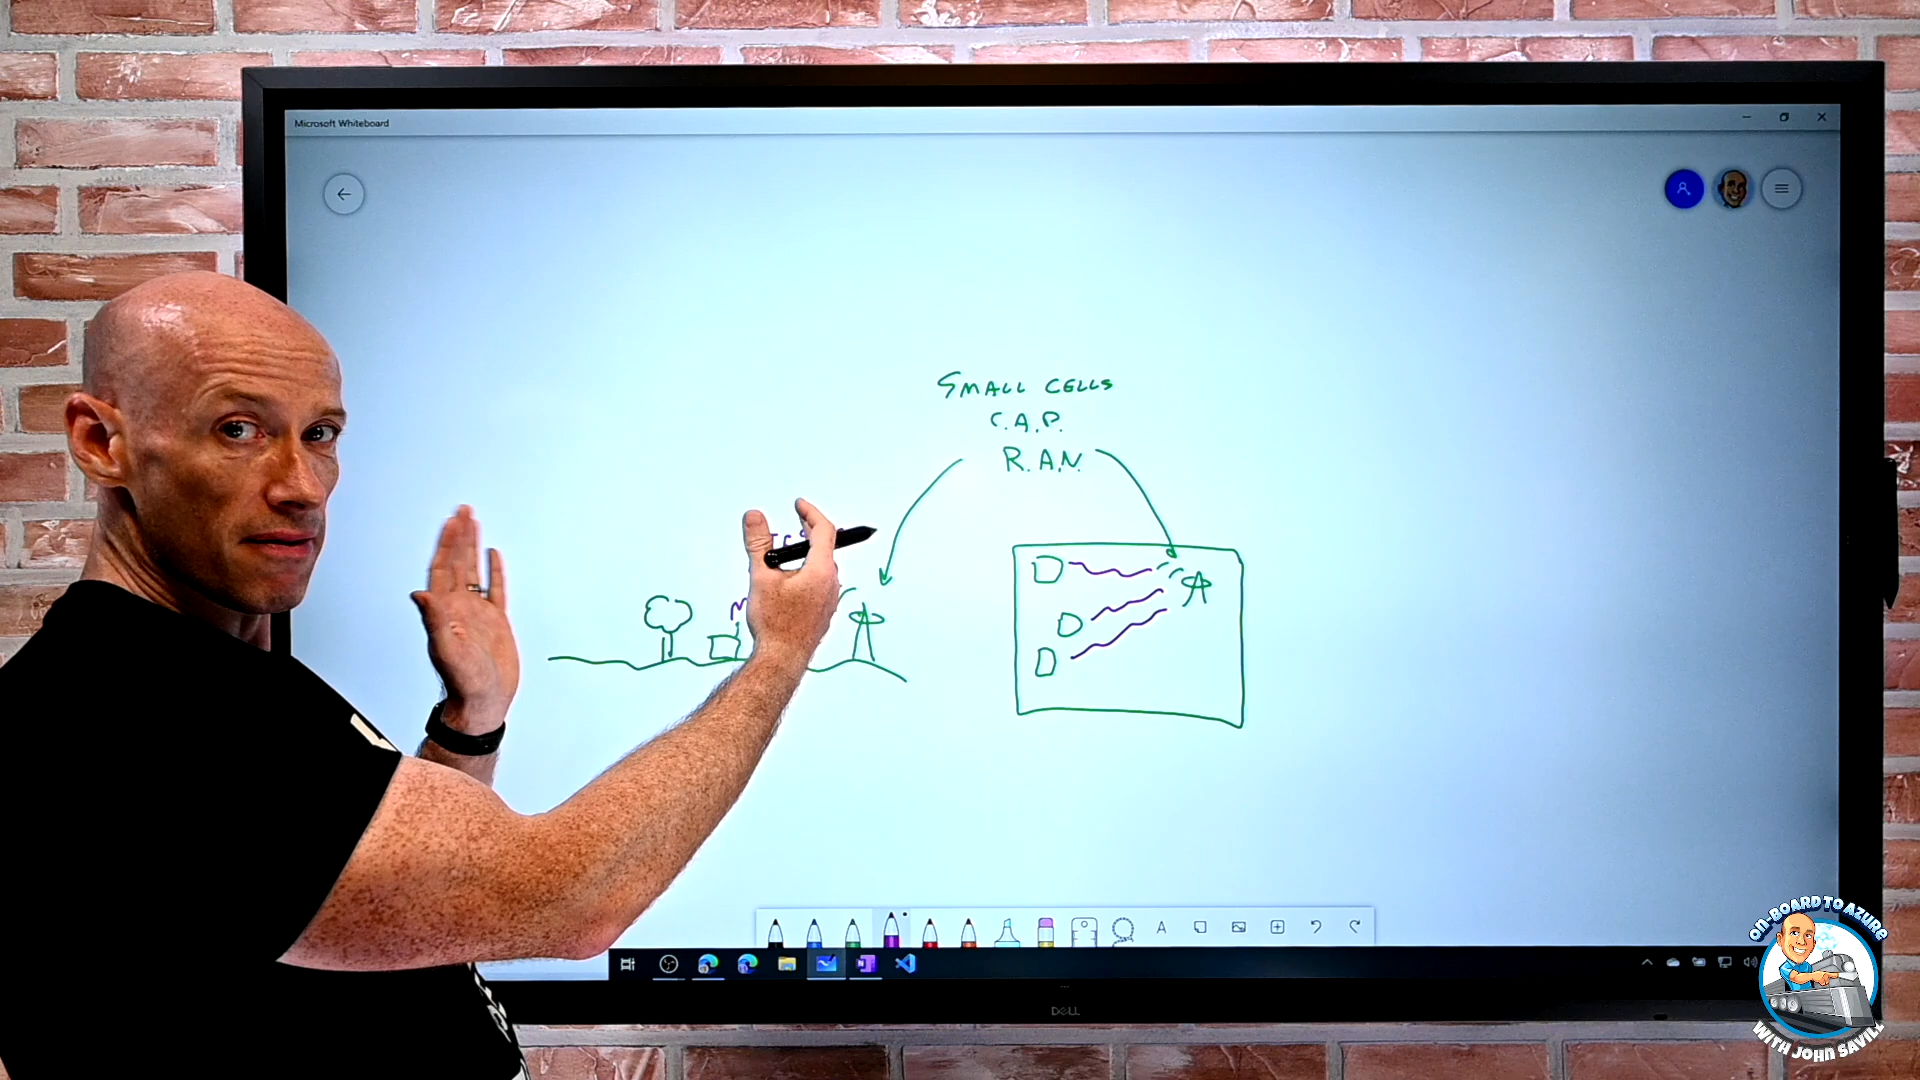 Microsoft Whiteboard
SMALL CELLS
C.A.P.
R.A.N.
A
DELL
ON-BOARD TO AZURE
WITH JOHN SAVILL